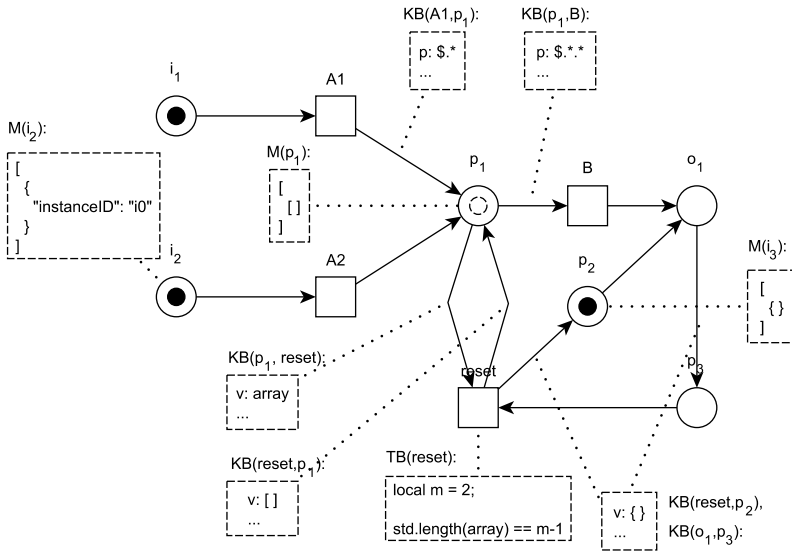 KB(A1,p1):
p: $.*
...
KB(p1,B):
p: $.*.*
...
i1
A1
M(i2):
[
{
"instanceID": "i0"
}
]
M(p1):
[
[ ]
]
p1
B
o1
i2
A2
p2
M(i3):
[
{ }
]
KB(p1, reset):
v: array
...
reset
p3
KB(reset,p1):
v: [ ]
...
TB(reset):
local m = 2;
std.length(array) == m-1
v: { }
...
KB(reset,p2),
KB(o1,p3):